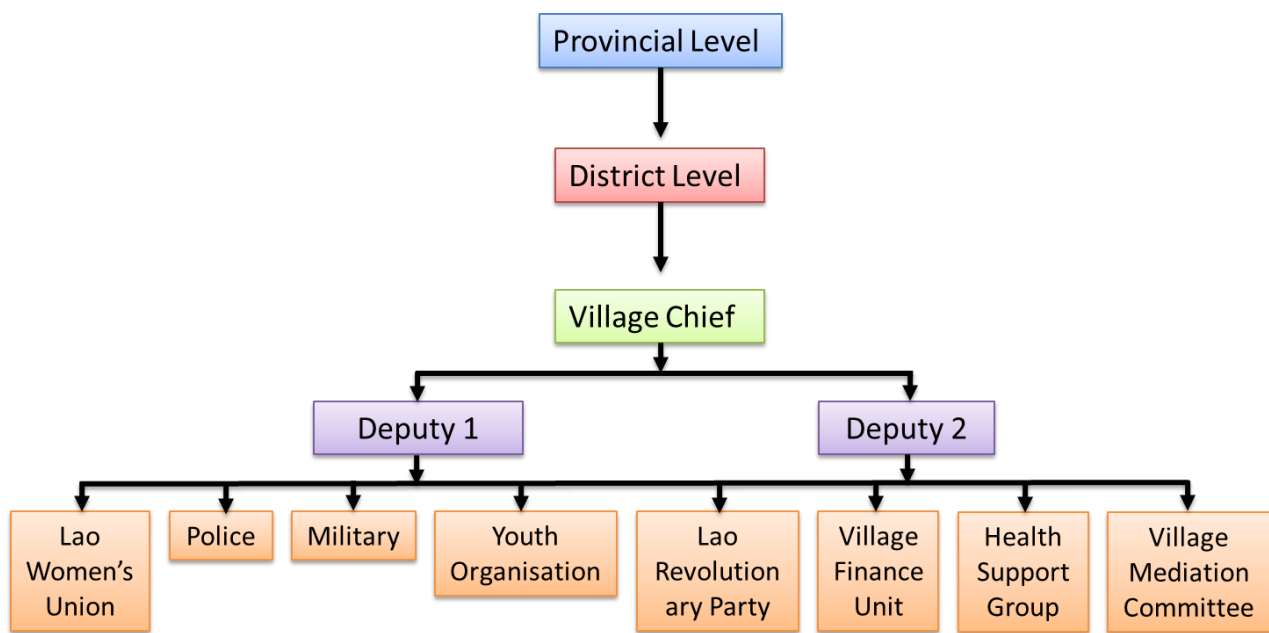 Provincial Level
District Level
Village Chief
Deputy 1
Deputy 2
Lao
Women's
Union
Police
Military
Youth
Organisation
Lao
Revolution
ary Party
Village
Finance
Unit
Health
Support
Group
Village
Mediation
Committee